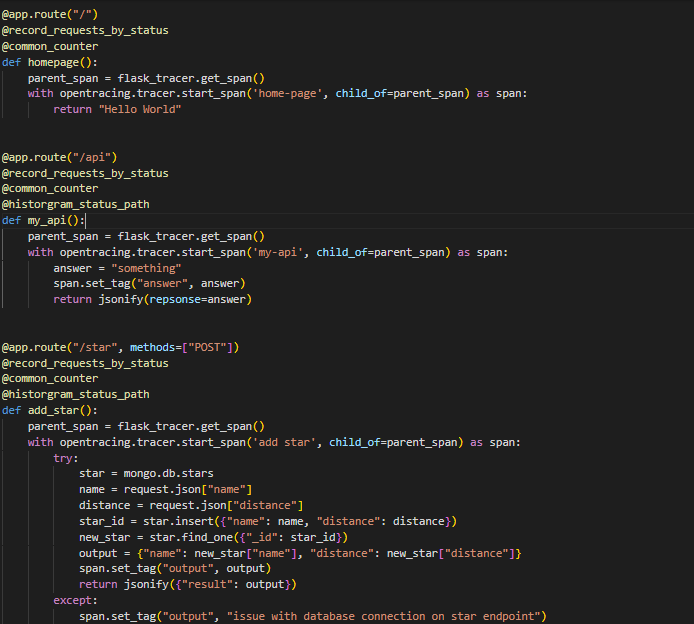 @app.route("/")
@record_requests_by_status
@common_counter
def homepage():
    parent_span = flask_tracer.get_span()
    with opentracing.tracer.start_span('home-page', child_of=parent_span) as span:
        return "Hello World"
@app.route("/api")
@record_requests_by_status
@common_counter
@historgram_status_path
def my_api():
    parent_span = flask_tracer.get_span()
    with opentracing.tracer.start_span('my-api', child_of=parent_span) as span:
        answer = "something"
        span.set_tag("answer", answer)
        return jsonify(repsonse=answer)
@app.route("/star", methods=["POST"])
@record_requests_by_status
@common_counter
@historgram_status_path
def add_star():
    parent_span = flask_tracer.get_span()
    with opentracing.tracer.start_span('add star', child_of=parent_span) as span:
        try:
            star = mongo.db.stars
            name = request.json["name"]
            distance = request.json["distance"]
            star_id = star.insert({"name": name, "distance": distance})
            new_star = star.find_one({"_id": star_id})
            output = {"name": new_star["name"], "distance": new_star["distance"]}
            span.set_tag("output", output)
            return jsonify({"result": output})
        except:
            span.set_tag("output", "issue with database connection on star endpoint")